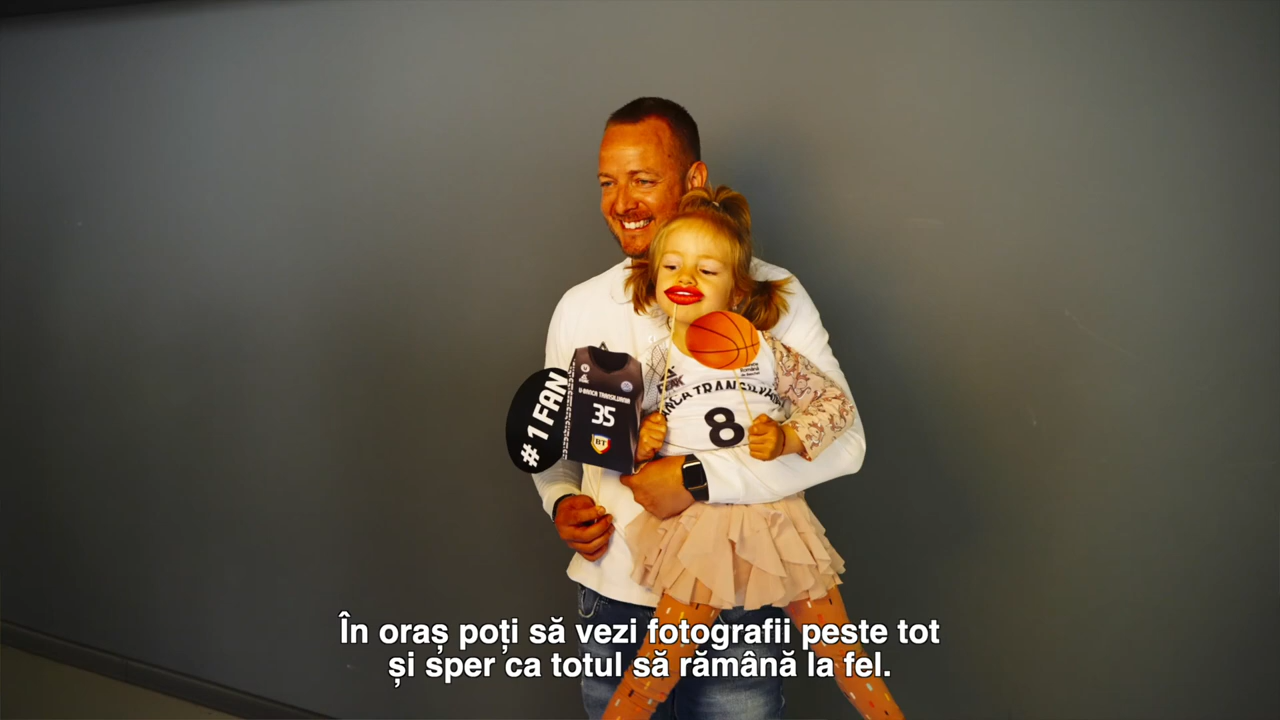 # 1 FAN
U-BANCA TRANSILVANIA
35
BT
PEAK
BANCA TRANSILVANIA
8
În oraș poți să vezi fotografii peste tot
și sper ca totul să rămână la fel.